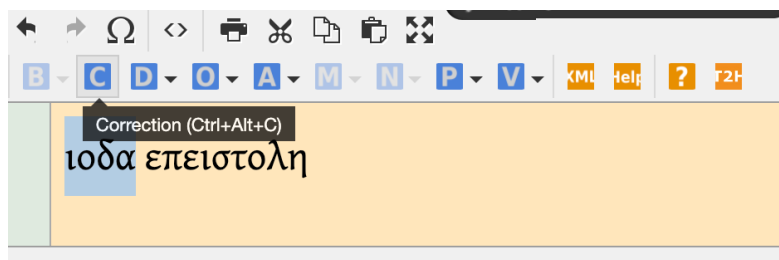 Ω <>
B C D O A M N P V XML Help ? T2H
Correction (Ctrl+Alt+C)
ιοδα επειστολη